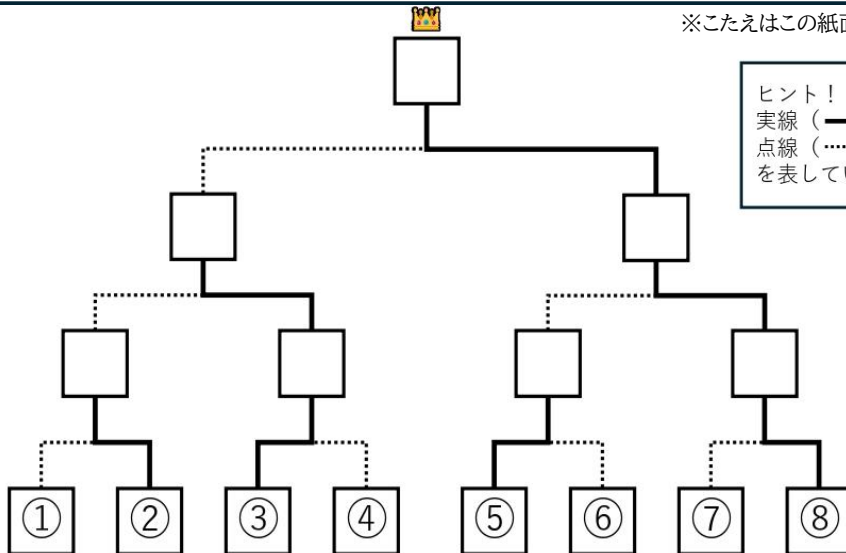 ※こたえはこの紙面
ヒント！
実線（
点線（
を表してい
① ② ③ ④ ⑤ ⑥ ⑦ ⑧